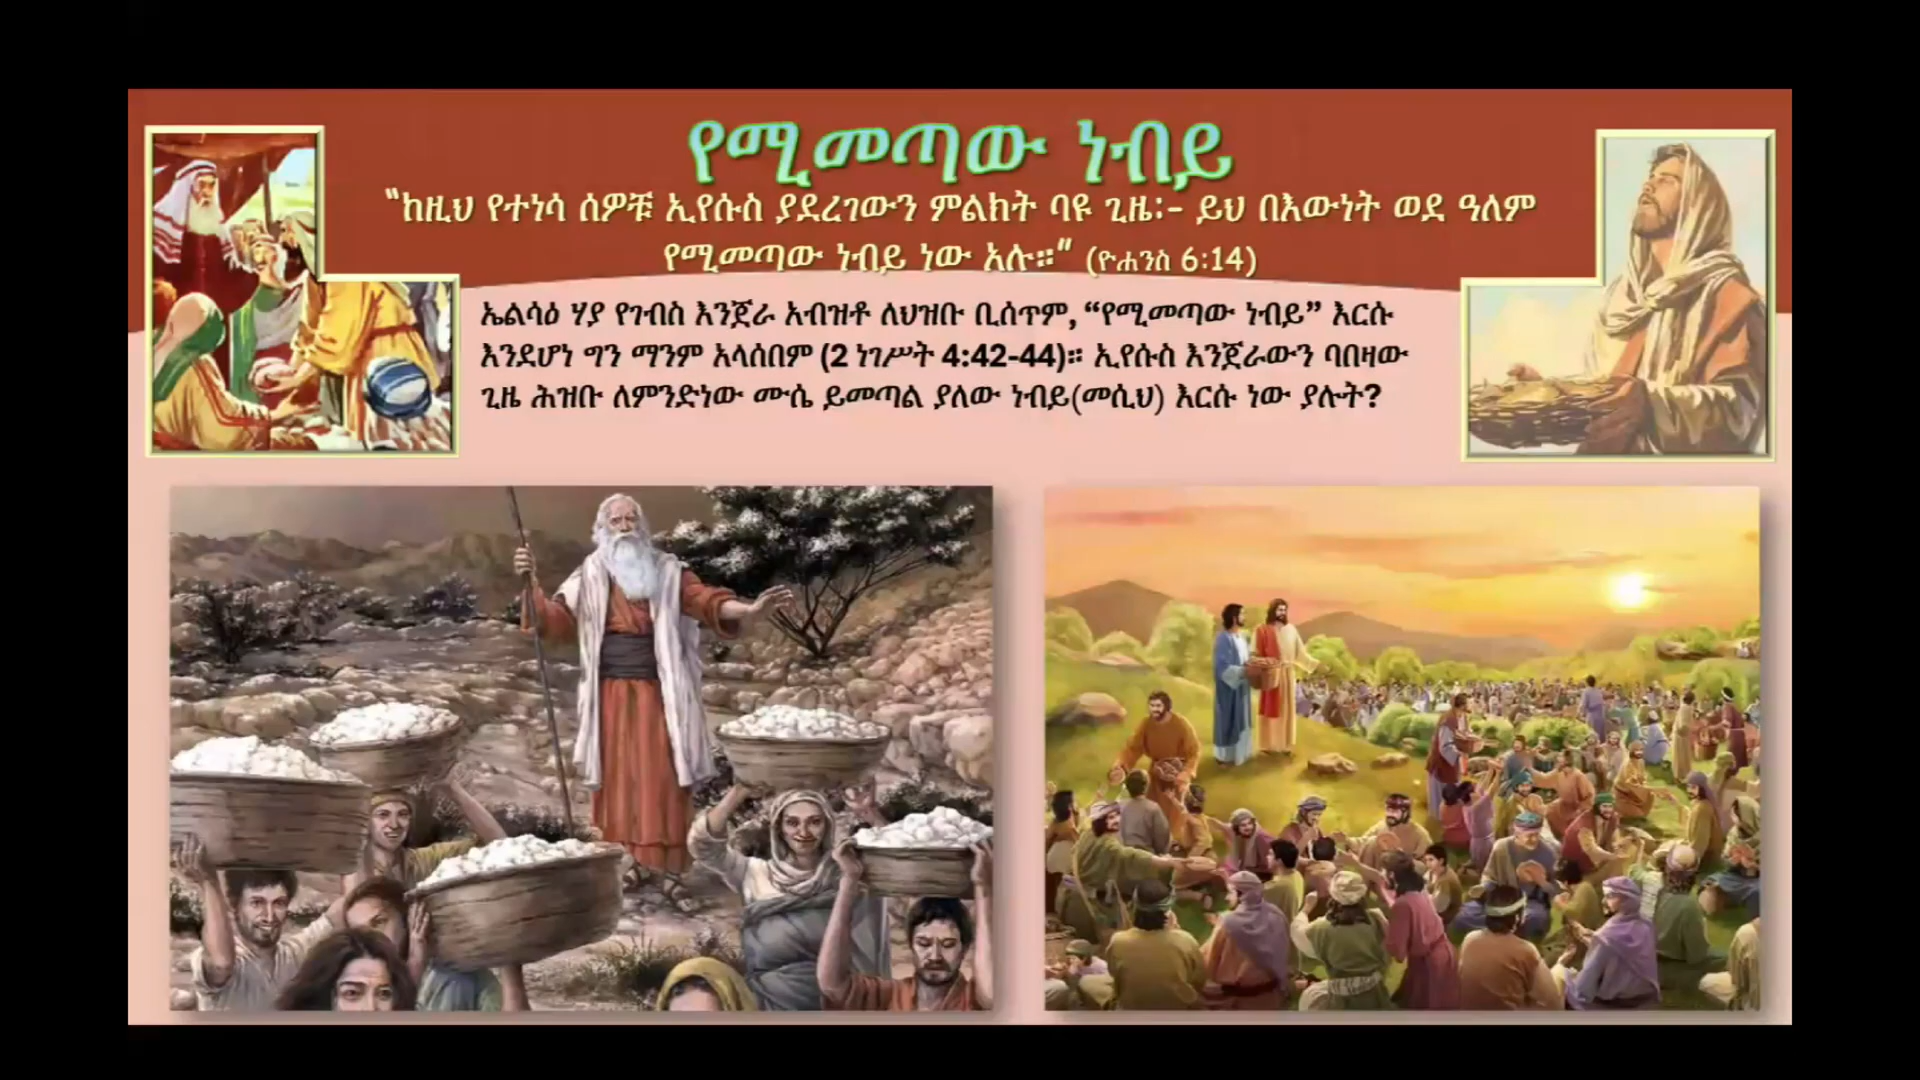 የሚመጣው ነብይ
“ከዚህ የተነሳ ሰዎቹ ኢየሱስ ያደረገውን ምልክት ባዩ ጊዜ:- ይህ በእውነት ወደ ዓለም
የሚመጣው ነብይ ነው አሉ።” (ዮሐንስ 6:14)
ኤልሳዕ ሃያ የገብስ እንጀራ አብዝቶ ለህዝቡ ቢሰጥም, “የሚመጣው ነብይ” እርሱ
እንደሆነ ግን ማንም አላሰበም (2 ነገሥት 4:42-44)። ኢየሱስ እንጀራውን ባበዛው
ጊዜ ሕዝቡ ለምንድነው ሙሴ ይመጣል ያለው ነብይ(መሲህ) እርሱ ነው ያሉት?